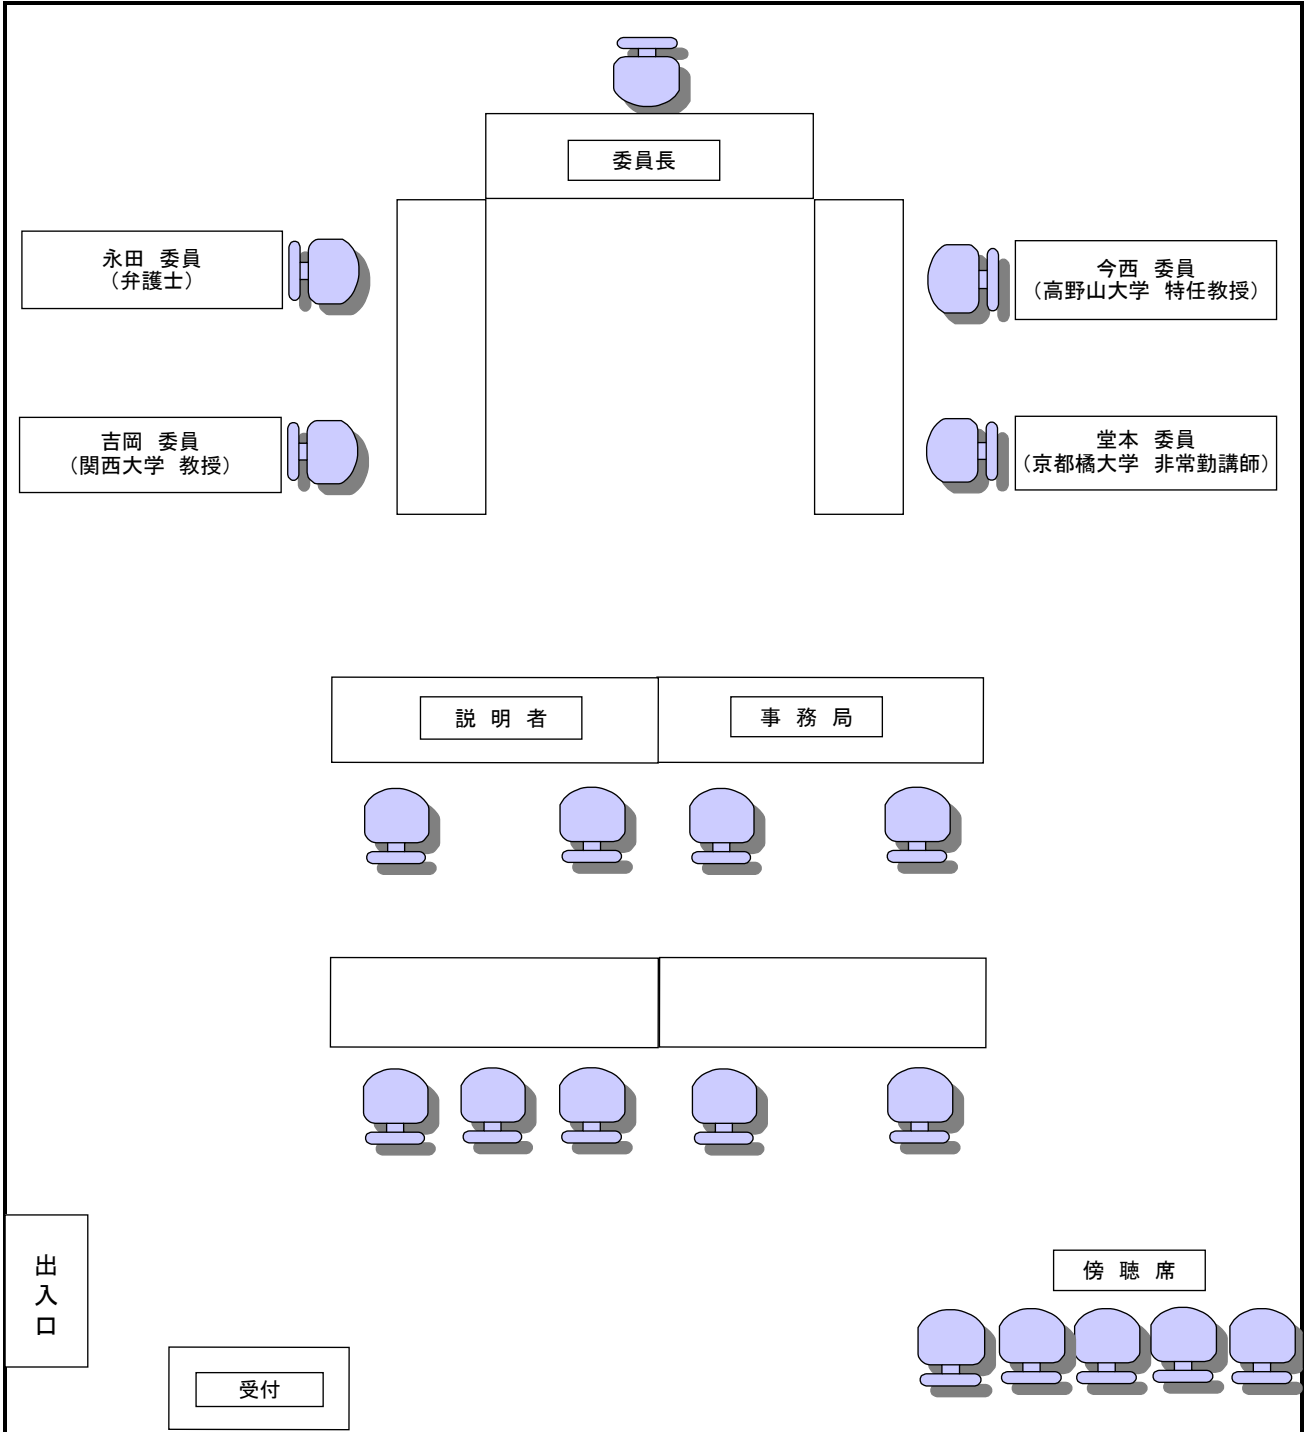 委員長
永田 委員
（弁護士）
今西 委員
（高野山大学 特任教授）
吉岡 委員
（関西大学 教授）
堂本 委員
（京都橘大学 非常勤講師）
説 明 者
事 務 局
出
入
口
傍 聴 席
受付